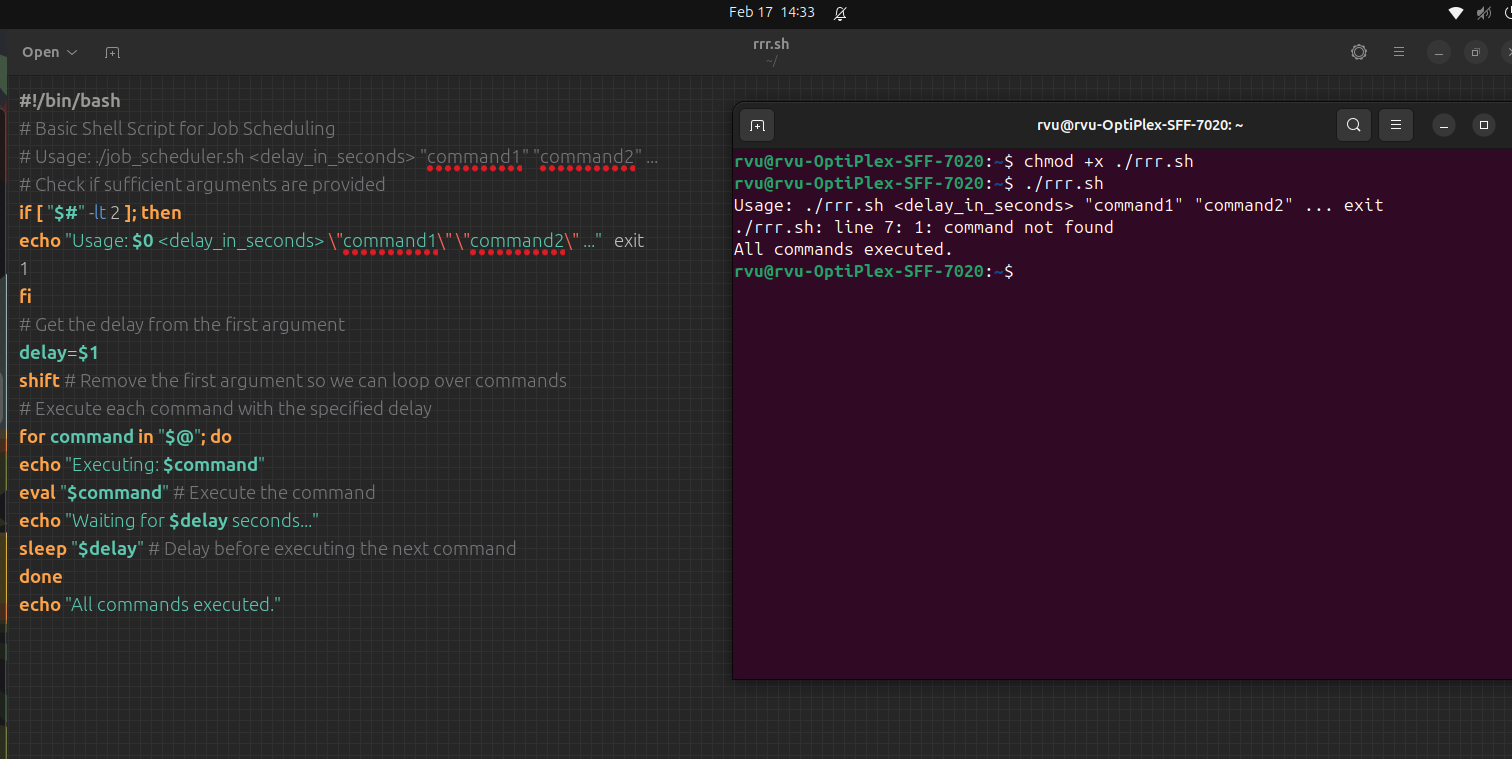 Feb 17 14:33
Open
rrr.sh
~/
#!/bin/bash
# Basic Shell Script for Job Scheduling
# Usage: ./job_scheduler.sh <delay_in_seconds> "command1" "command2" ...
# Check if sufficient arguments are provided
if [ "$#" -lt 2 ]; then
echo "Usage: $0 <delay_in_seconds> \"command1\" \"command2\" ..." exit
1
fi
# Get the delay from the first argument
delay=$1
shift # Remove the first argument so we can loop over commands
# Execute each command with the specified delay
for command in "$@"; do
echo "Executing: $command"
eval "$command" # Execute the command
echo "Waiting for $delay seconds..."
sleep "$delay" # Delay before executing the next command
done
echo "All commands executed."
rvu@rvu-OptiPlex-SFF-7020: ~
rvu@rvu-OptiPlex-SFF-7020:~$ chmod +x ./rrr.sh
rvu@rvu-OptiPlex-SFF-7020:~$ ./rrr.sh
Usage: ./rrr.sh <delay_in_seconds> "command1" "command2" ... exit
./rrr.sh: line 7: 1: command not found
All commands executed.
rvu@rvu-OptiPlex-SFF-7020:~$